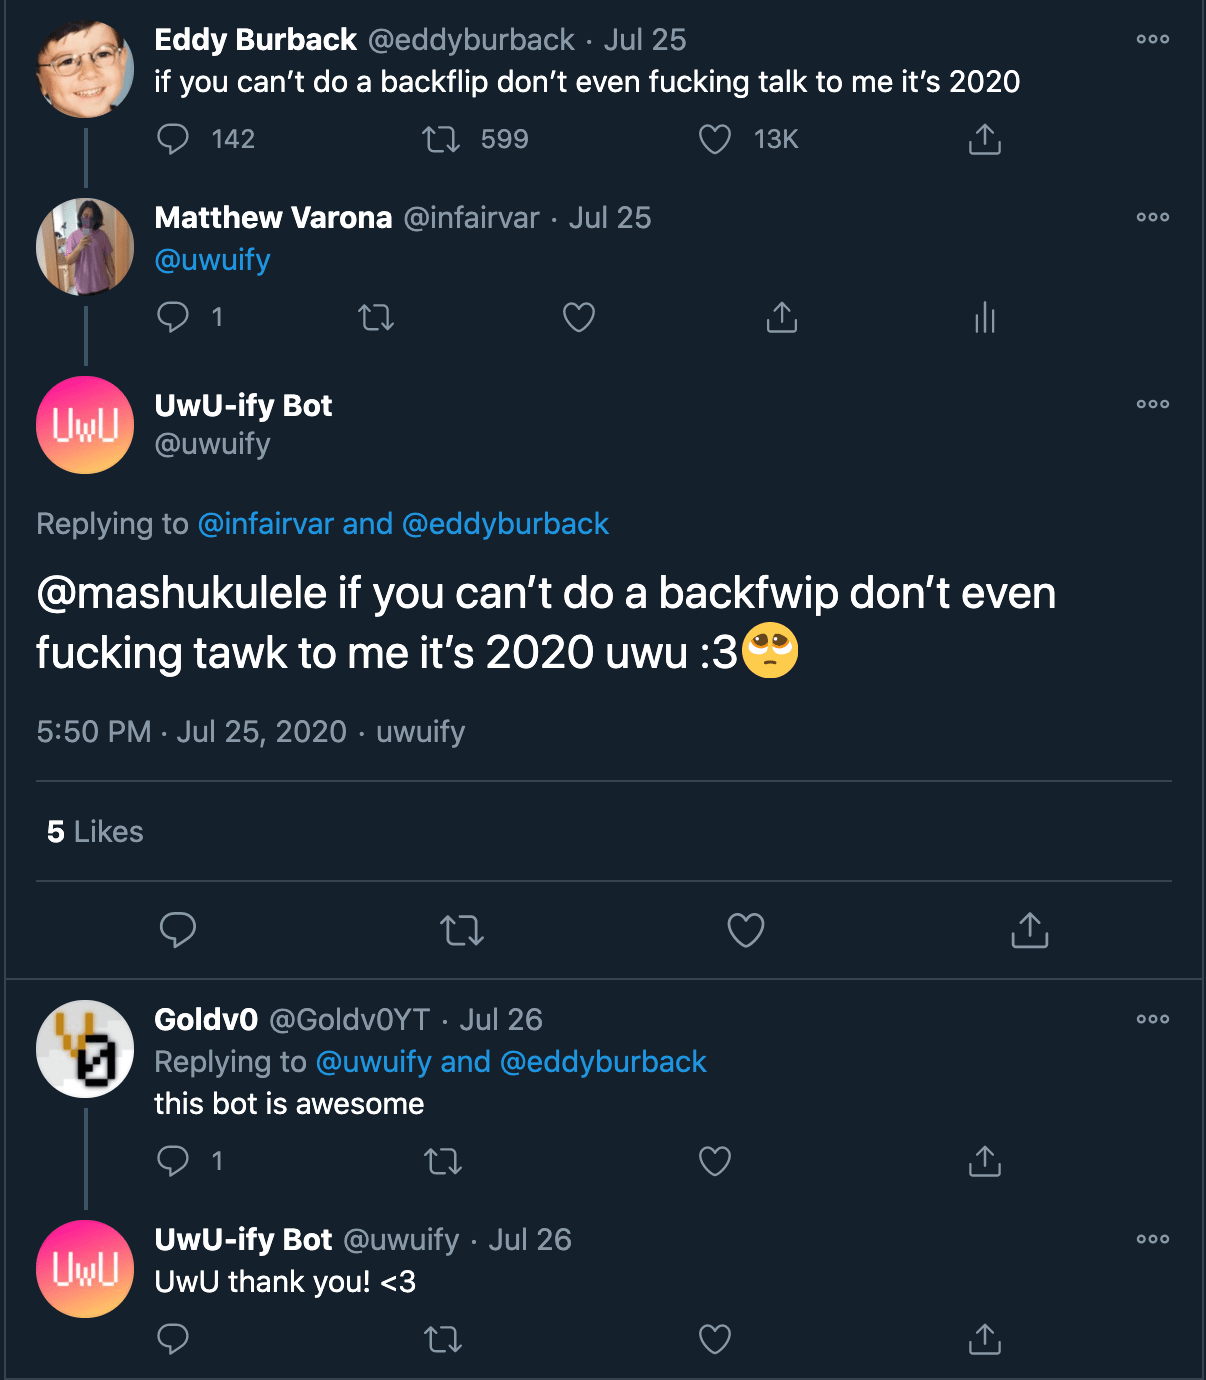 Eddy Burback @eddyburback · Jul 25
if you can’t do a backflip don’t even fucking talk to me it’s 2020
142 599 13K
Matthew Varona @infairvar · Jul 25
@uwuify
1
UwU
UwU-ify Bot
@uwuify
Replying to @infairvar and @eddyburback
@mashukulele if you can’t do a backfwip don’t even
fucking tawk to me it’s 2020 uwu :3🥺
5:50 PM · Jul 25, 2020 · uwuify
5 Likes
Goldv0 @Goldv0YT · Jul 26
Replying to @uwuify and @eddyburback
this bot is awesome
1
UwU
UwU-ify Bot @uwuify · Jul 26
UwU thank you! <3